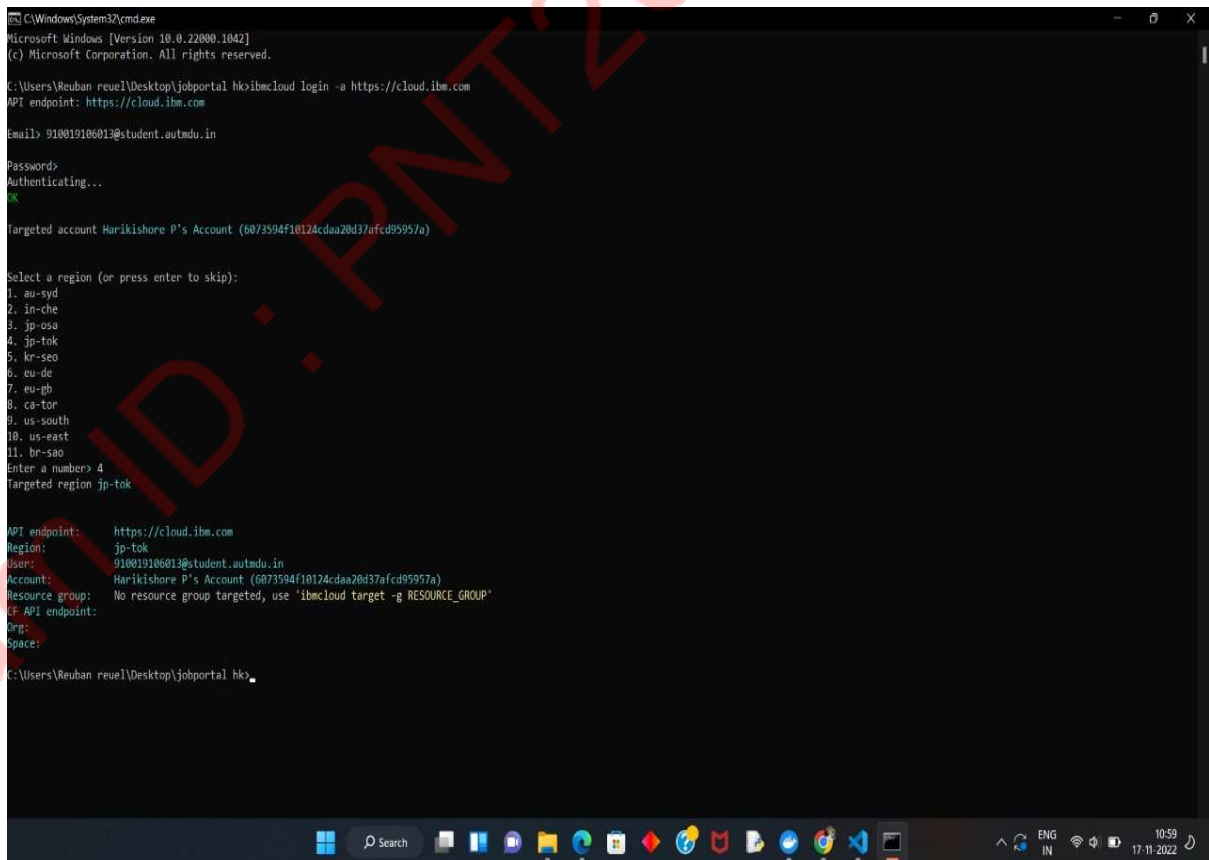 C:\Windows\System32\cmd.exe
Microsoft Windows [Version 10.0.22000.1042]
(c) Microsoft Corporation. All rights reserved.
C:\Users\Reuban reuel\Desktop\jobportal hk>ibmcloud login -a https://cloud.ibm.com
API endpoint: https://cloud.ibm.com
Email> 910019106013@student.autmdu.in
Password>
Authenticating...
OK
Targeted account Harikishore P's Account (6073594f10124cdaa20d37afcd95957a)
Select a region (or press enter to skip):
1. au-syd
2. in-che
3. jp-osa
4. jp-tok
5. kr-seo
6. eu-de
7. eu-gb
8. ca-tor
9. us-south
10. us-east
11. br-sao
Enter a number> 4
Targeted region jp-tok
API endpoint: https://cloud.ibm.com
Region: jp-tok
User: 910019106013@student.autmdu.in
Account: Harikishore P's Account (6073594f10124cdaa20d37afcd95957a)
Resource group: No resource group targeted, use 'ibmcloud target -g RESOURCE_GROUP'
CF API endpoint:
Org:
Space:
C:\Users\Reuban reuel\Desktop\jobportal hk>
m ID : PNT2
Search
ENG
IN
10:59
17-11-2022